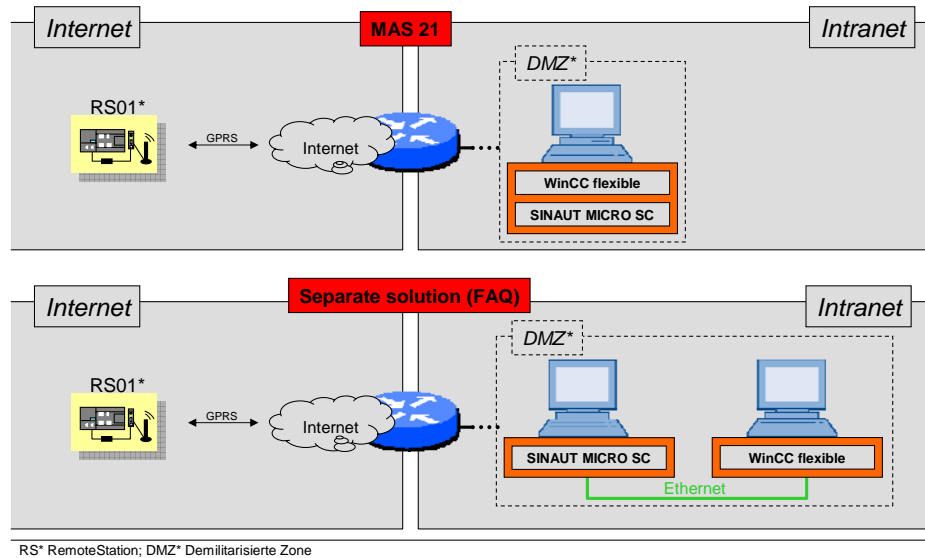 Internet
MAS 21
Intranet
DMZ*
RS01*
GPRS
Internet
WinCC flexible
SINAUT MICRO SC
Internet
Separate solution (FAQ)
Intranet
DMZ*
RS01*
GPRS
Internet
SINAUT MICRO SC
WinCC flexible
Ethernet
RS* RemoteStation; DMZ* Demilitarisierte Zone